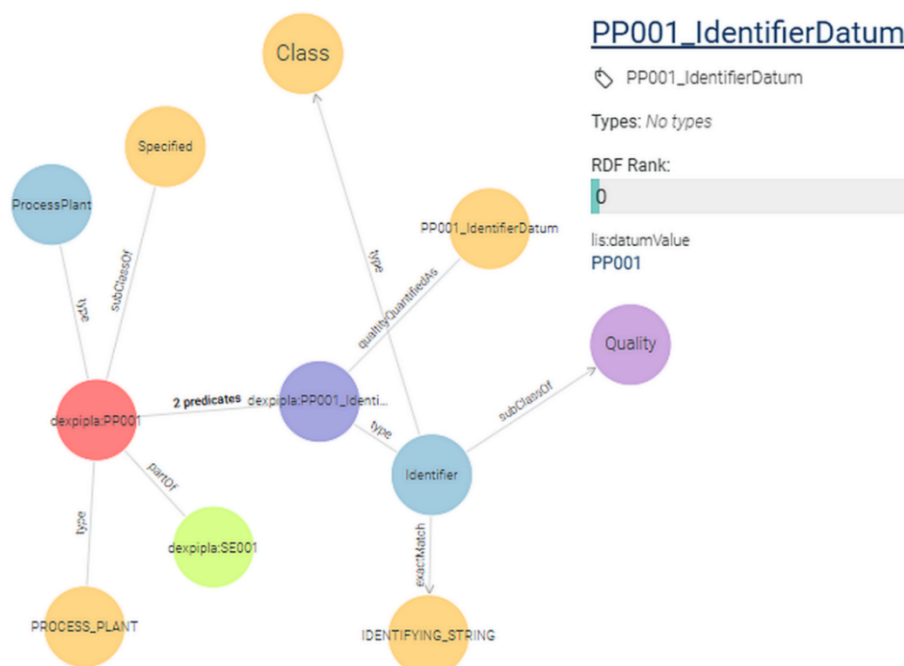 Class
Specified
ProcessPlant
PP001_IdentifierDatum
type
qualtityQuantifiedAs
subClassOf
type
2 predicates
dexpipla:PP001
dexpipla:PP001_Identi...
type
Identifier
subClassOf
Quality
partOf
type
dexpipla:SE001
exactMatch
PROCESS_PLANT
IDENTIFYING_STRING
PP001_IdentifierDatum
PP001_IdentifierDatum
Types: No types
RDF Rank:
0
lis:datumValue
PP001